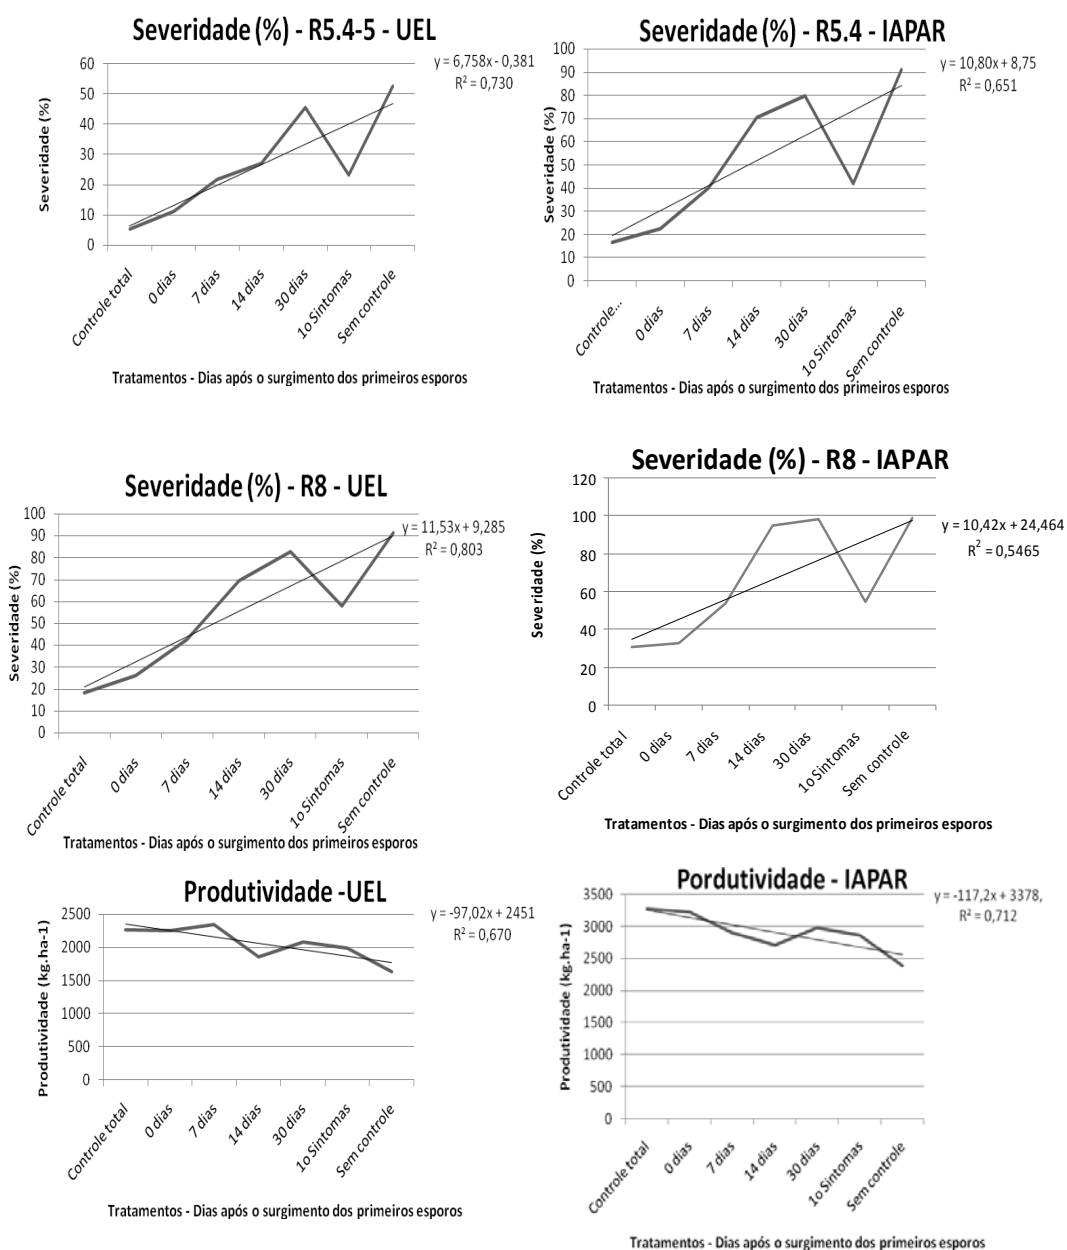 Severidade (%) - R5.4-5 - UEL
y = 6,758x - 0,381
R² = 0,730
Severidade (%)
60
50
40
30
20
10
0
Controle total
0 dias
7 dias
14 dias
30 dias
1o Sintomas
Sem controle
Tratamentos - Dias após o surgimento dos primeiros esporos
Severidade (%) - R5.4 - IAPAR
y = 10,80x + 8,75
R² = 0,651
Severidade (%)
100
90
80
70
60
50
40
30
20
10
0
Controle...
0 dias
7 dias
14 dias
30 dias
1o Sintomas
Sem controle
Tratamentos - Dias após o surgimento dos primeiros esporos
Severidade (%) - R8 - UEL
y = 11,53x + 9,285
R² = 0,803
Severidade (%)
100
90
80
70
60
50
40
30
20
10
0
Controle total
0 dias
7 dias
14 dias
30 dias
1o Sintomas
Sem controle
Tratamentos - Dias após o surgimento dos primeiros esporos
Severidade (%) - R8 - IAPAR
y = 10,42x + 24,464
R² = 0,5465
Severidade (%)
120
100
80
60
40
20
0
Controle total
0 dias
7 dias
14 dias
30 dias
1o Sintomas
Sem controle
Tratamentos - Dias após o surgimento dos primeiros esporos
Produtividade -UEL
y = -97,02x + 2451
R² = 0,670
Produtividade (kg.ha-1)
2500
2000
1500
1000
500
0
Controle total
0 dias
7 dias
14 dias
30 dias
1o Sintomas
Sem controle
Tratamentos - Dias após o surgimento dos primeiros esporos
Pordutividade - IAPAR
y = -117,2x + 3378,
R² = 0,712
Produtividade (kg.ha-1)
3500
3000
2500
2000
1500
1000
500
0
Controle total
0 dias
7 dias
14 dias
30 dias
1o Sintomas
Sem controle
Tratamentos - Dias após o surgimento dos primeiros esporos